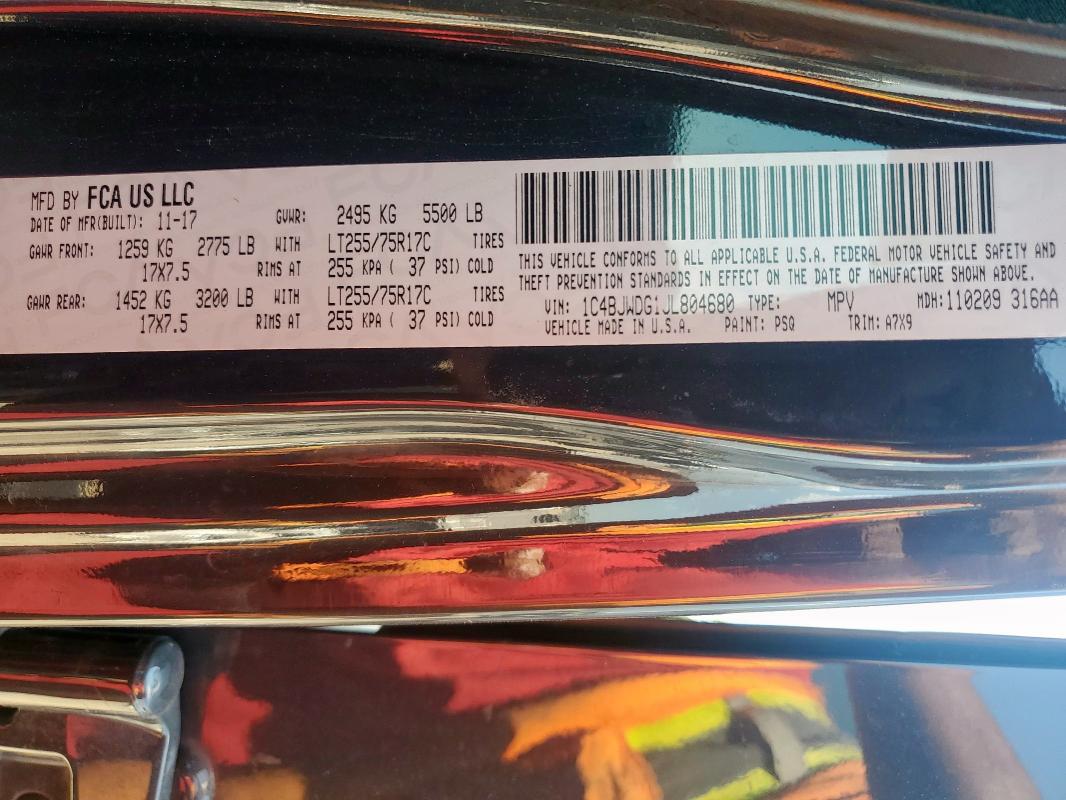 MFD BY FCA US LLC
DATE OF MFR(BUILT): 11-17 GVWR: 2495 KG 5500 LB
GAWR FRONT: 1259 KG 2775 LB WITH LT255/75R17C TIRES
17X7.5 RIMS AT 255 KPA ( 37 PSI) COLD
GAWR REAR: 1452 KG 3200 LB WITH LT255/75R17C TIRES
17X7.5 RIMS AT 255 KPA ( 37 PSI) COLD
THIS VEHICLE CONFORMS TO ALL APPLICABLE U.S.A. FEDERAL MOTOR VEHICLE SAFETY AND
THEFT PREVENTION STANDARDS IN EFFECT ON THE DATE OF MANUFACTURE SHOWN ABOVE.
VIN: 1C4BJWDG1JL804680 TYPE: MPV MDH:110209 316AA
VEHICLE MADE IN U.S.A. PAINT: PSQ TRIM: A7X9